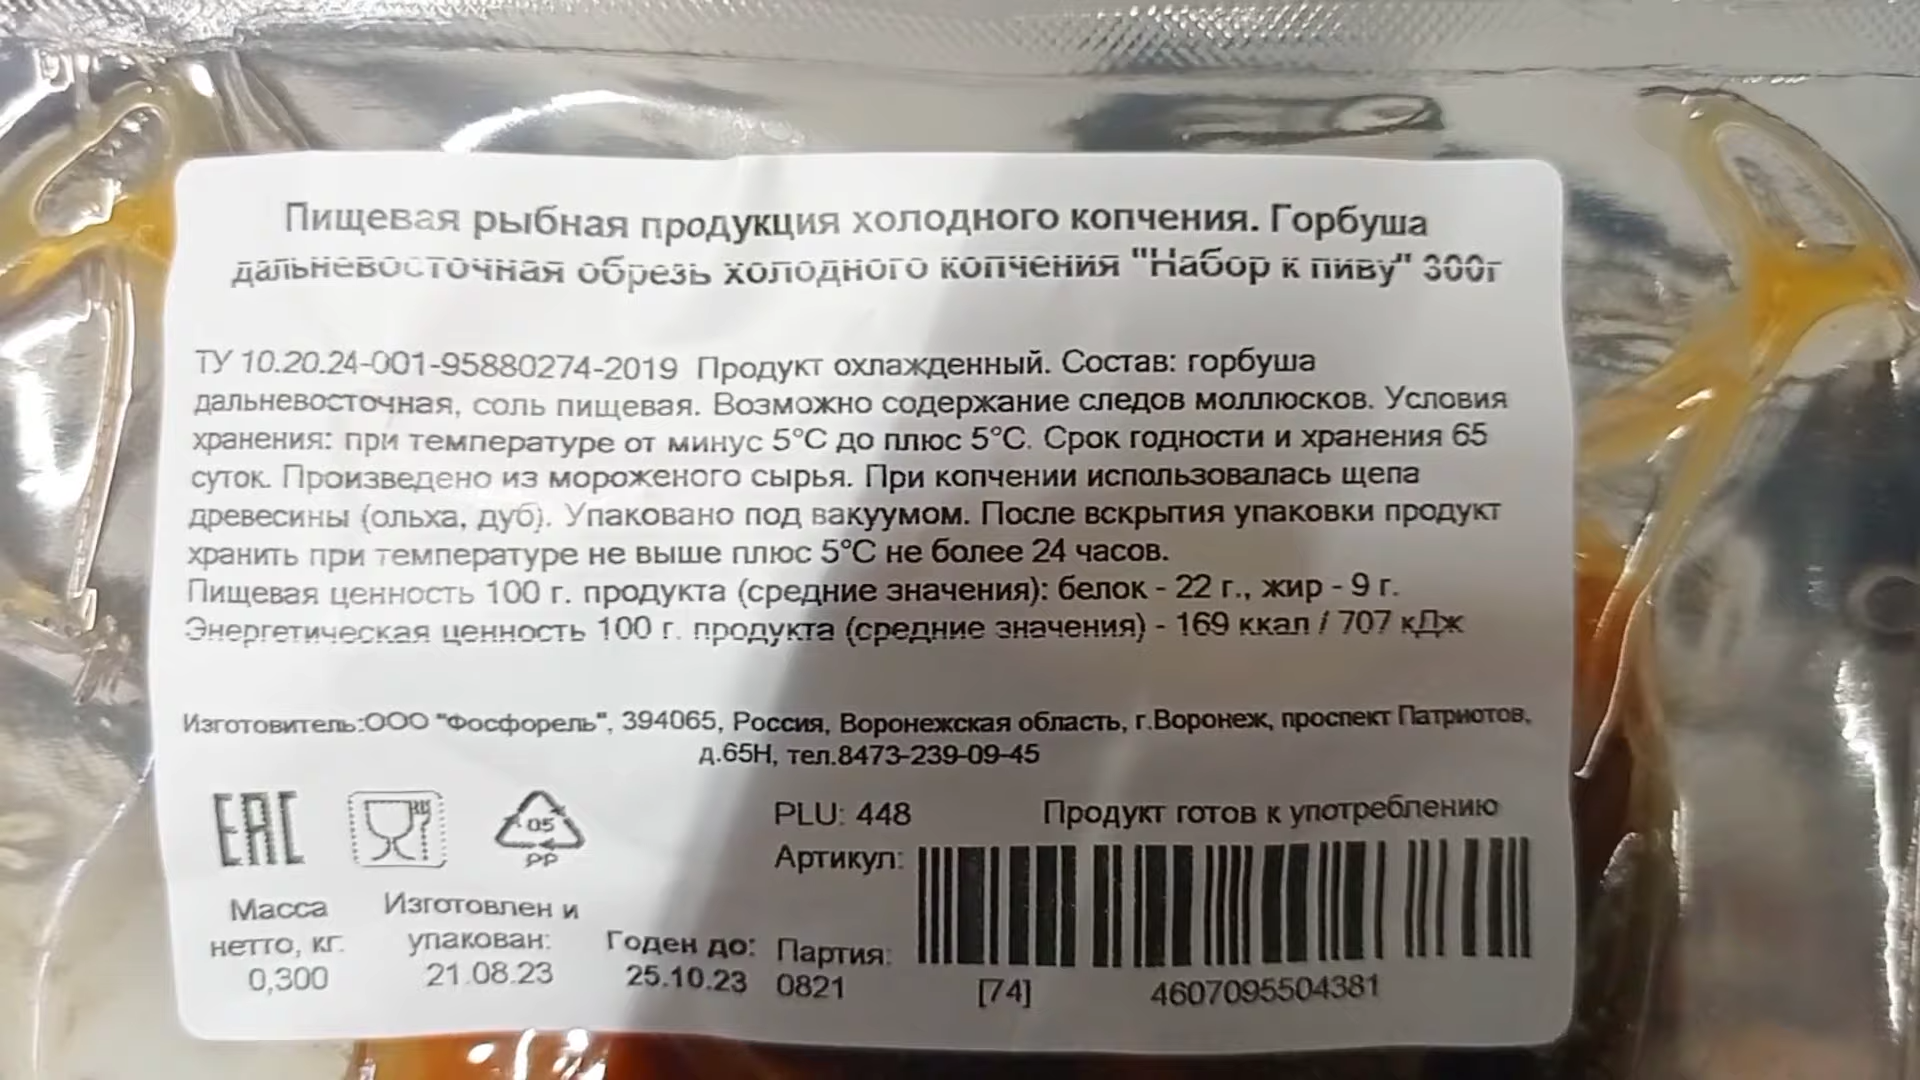 Пищевая рыбная продукция холодного копчения. Горбуша
дальневосточная обрезь холодного копчения "Набор к пиву" 300г
ТУ 10.20.24-001-95880274-2019 Продукт охлажденный. Состав: горбуша
дальневосточная, соль пищевая. Возможно содержание следов моллюсков. Условия
хранения: при температуре от минус 5°С до плюс 5°С. Срок годности и хранения 65
суток. Произведено из мороженого сырья. При копчении использовалась щепа
древесины (ольха, дуб). Упаковано под вакуумом. После вскрытия упаковки продукт
хранить при температуре не выше плюс 5°С не более 24 часов.
Пищевая ценность 100 г. продукта (средние значения): белок - 22 г., жир - 9 г.
Энергетическая ценность 100 г. продукта (средние значения) - 169 ккал / 707 кДж
Изготовитель:ООО "Фосфорель", 394065, Россия, Воронежская область, г.Воронеж, проспект Патриотов,
д.65Н, тел.8473-239-09-45
EAC
05
PP
PLU: 448
Продукт готов к употреблению
Артикул:
Масса
нетто, кг.
0,300
Изготовлен и
упакован:
21.08.23
Годен до:
25.10.23
Партия:
0821
[74]
4607095504381